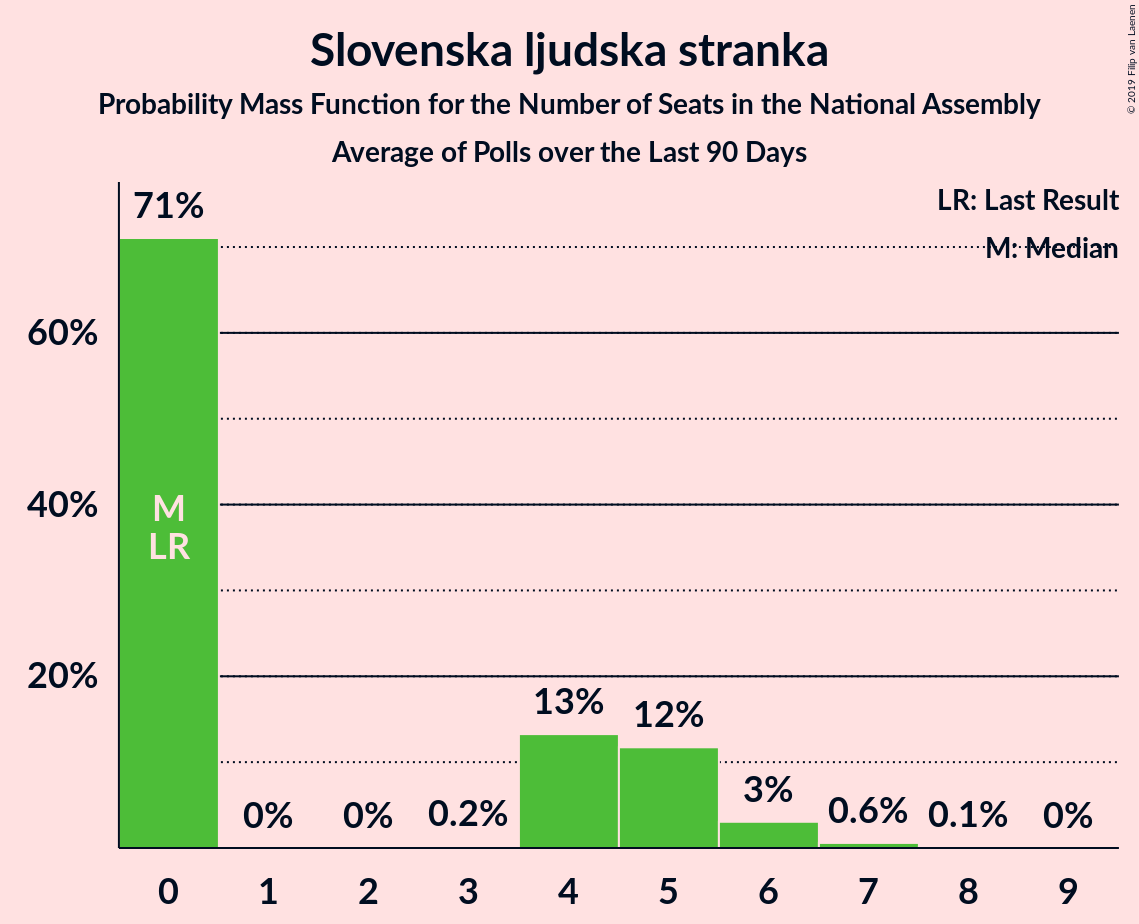 Slovenska ljudska stranka
Probability Mass Function for the Number of Seats in the National Assembly
Average of Polls over the Last 90 Days
© 2019 Filip van Laenen
LR: Last Result
M: Median
71%
60%
40%
20%
M
LR
0%
0%
0.2%
13%
12%
3%
0.6%
0.1%
0%
0
1
2
3
4
5
6
7
8
9